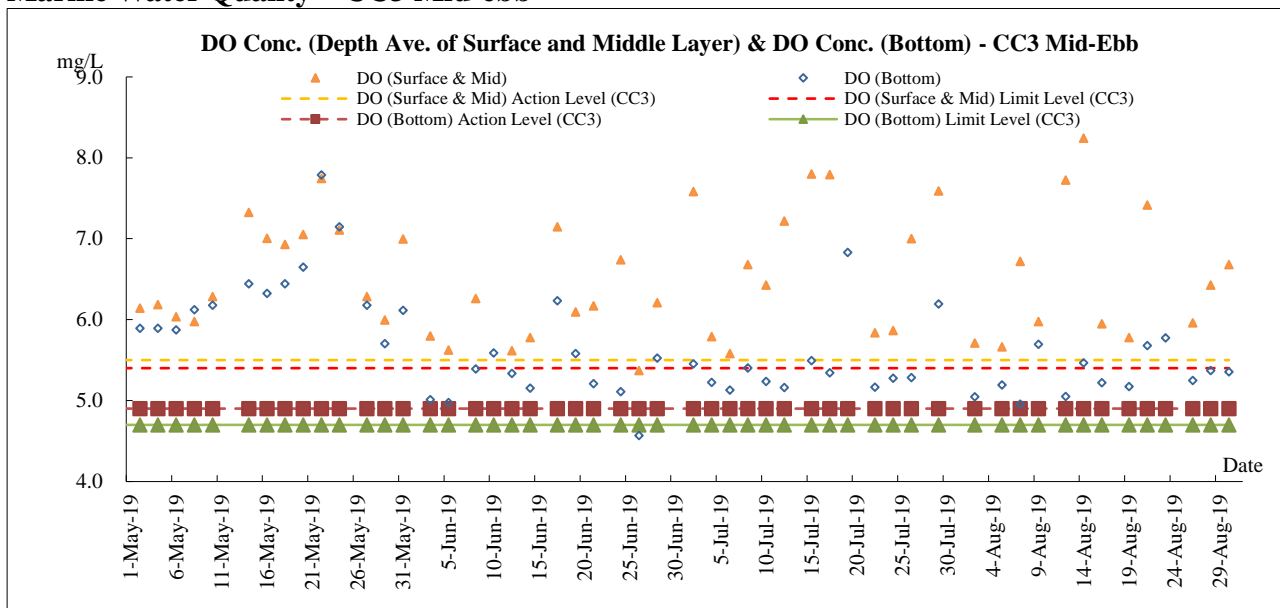 Marine Water Quality – CC3 Mid-ebb
DO Conc. (Depth Ave. of Surface and Middle Layer) & DO Conc. (Bottom) - CC3 Mid-Ebb
mg/L
DO (Surface & Mid)
DO (Bottom)
DO (Surface & Mid) Action Level (CC3)
DO (Surface & Mid) Limit Level (CC3)
DO (Bottom) Action Level (CC3)
DO (Bottom) Limit Level (CC3)
9.0
8.0
7.0
6.0
5.0
4.0
Date
1-May-19
6-May-19
11-May-19
16-May-19
21-May-19
26-May-19
31-May-19
5-Jun-19
10-Jun-19
15-Jun-19
20-Jun-19
25-Jun-19
30-Jun-19
5-Jul-19
10-Jul-19
15-Jul-19
20-Jul-19
25-Jul-19
30-Jul-19
4-Aug-19
9-Aug-19
14-Aug-19
19-Aug-19
24-Aug-19
29-Aug-19